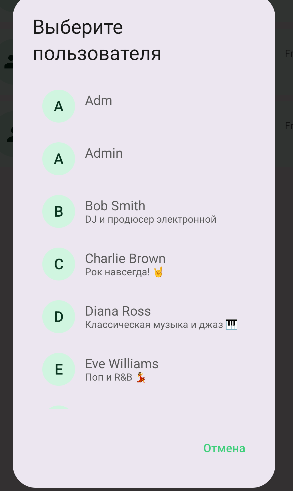 Выберите
пользователя
A
Adm
A
Admin
B
Bob Smith
DJ и продюсер электронной
C
Charlie Brown
Рок навсегда! 🤘
D
Diana Ross
Классическая музыка и джаз 🎹
E
Eve Williams
Поп и R&B 💃
Отмена